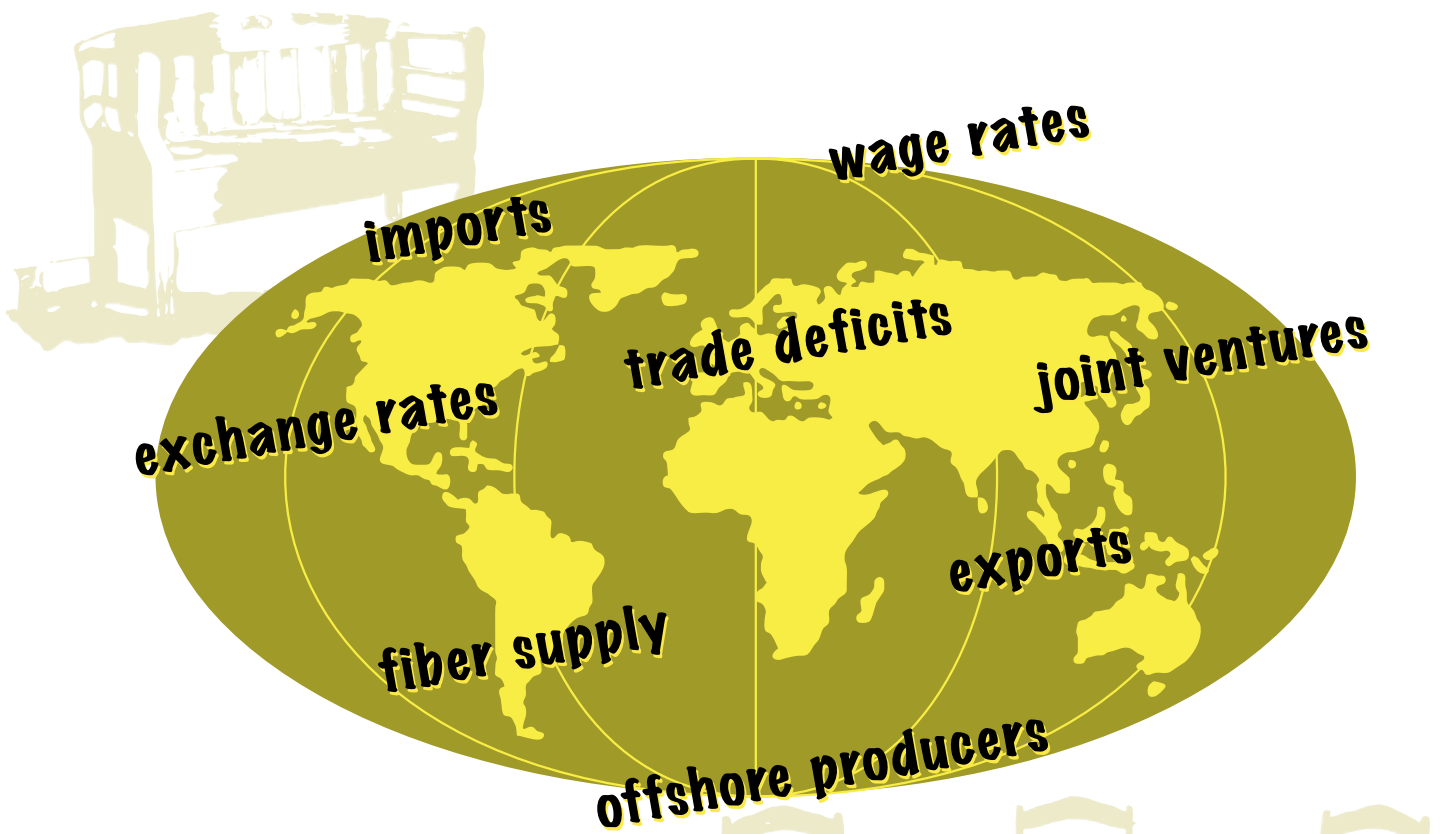 wage rates
imports
trade deficits
joint ventures
exchange rates
exports
fiber supply
offshore producers